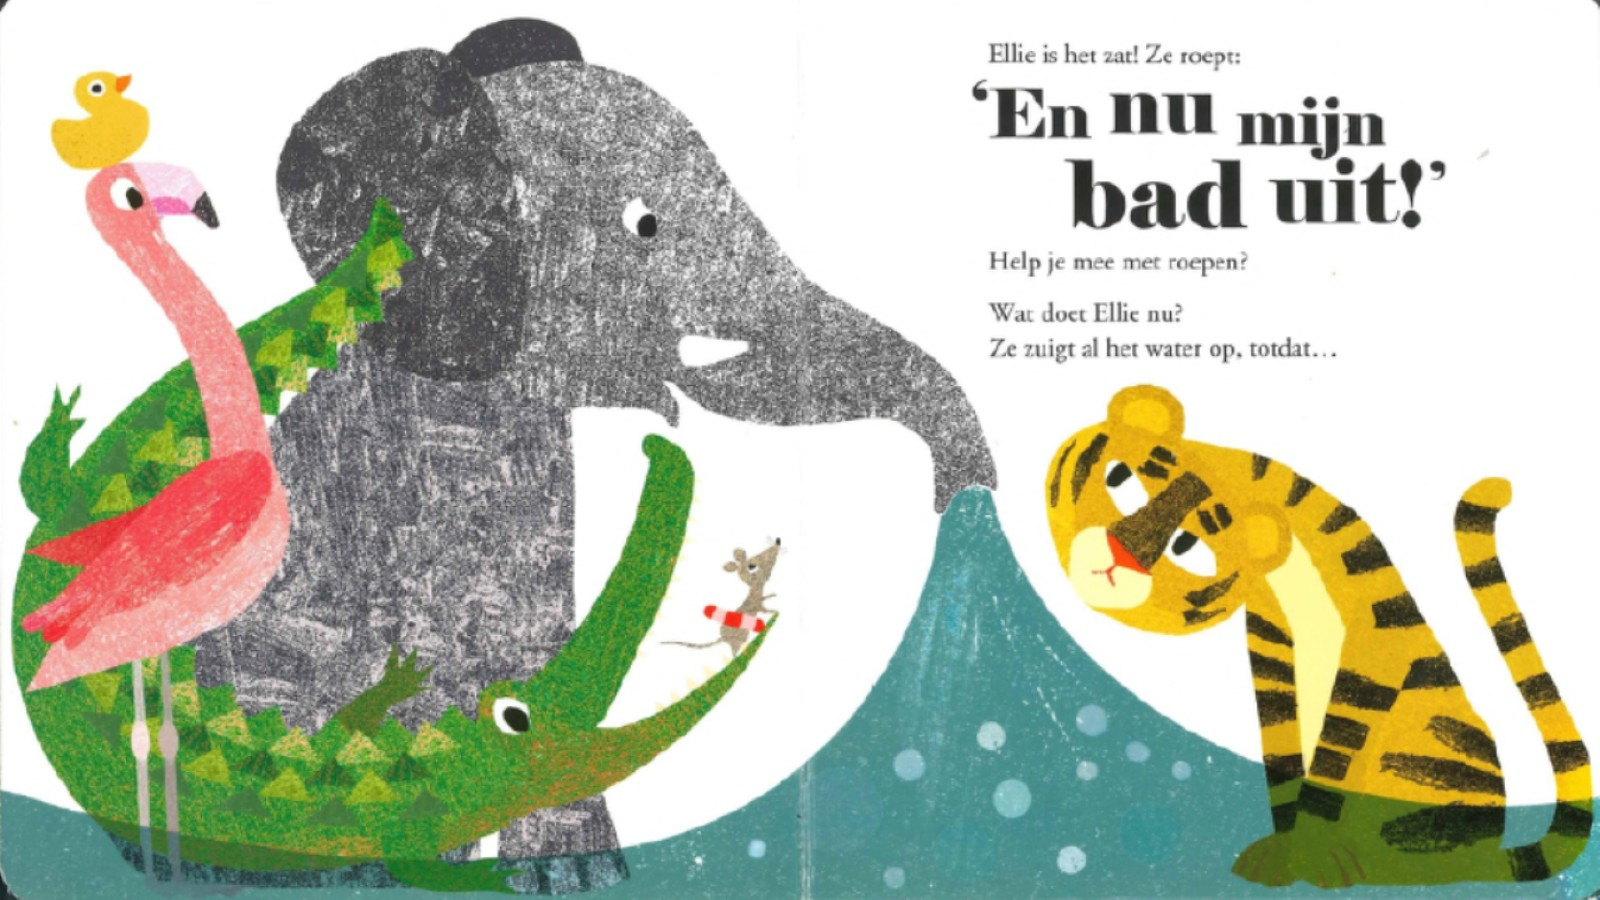 Ellie is het zat! Ze roept:
‘En nu mijn
bad uit!’
Help je mee met roepen?
Wat doet Ellie nu?
Ze zuigt al het water op, totdat…